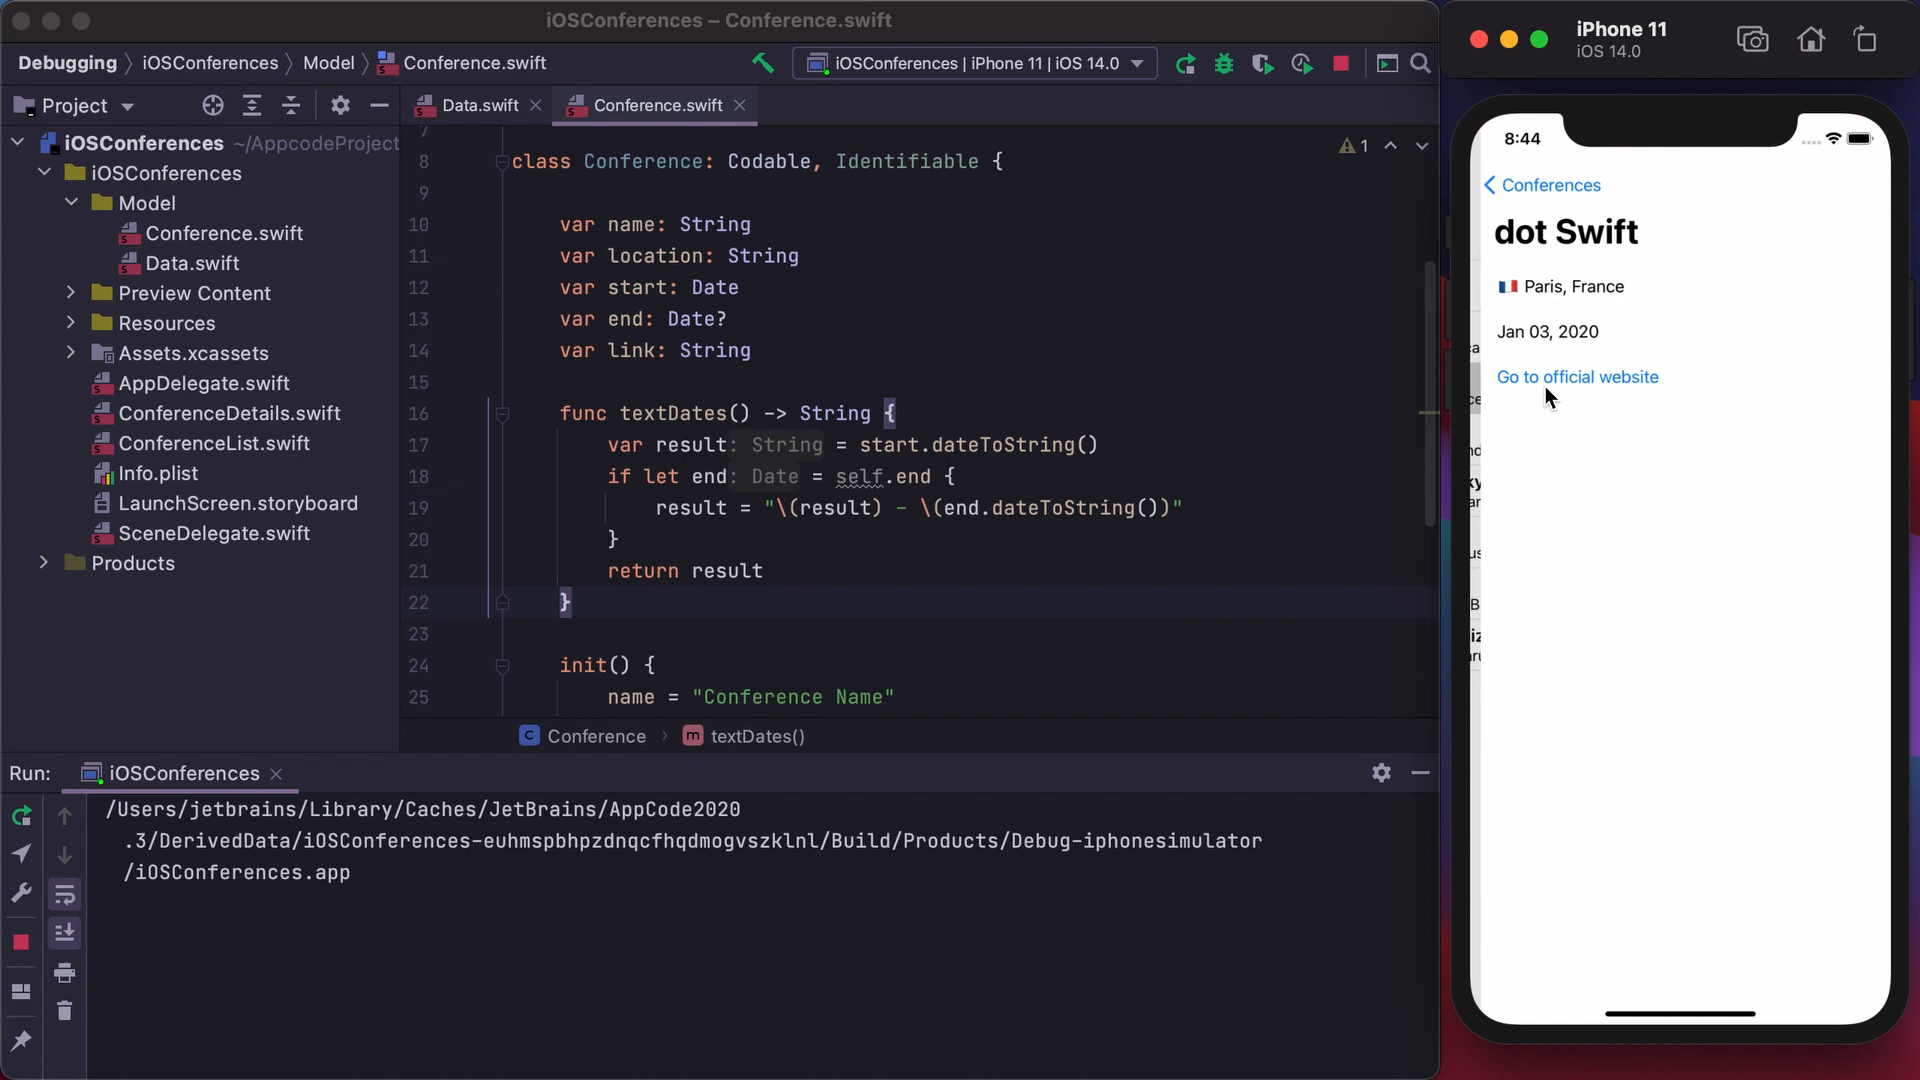 iOSConferences – Conference.swift
Debugging
iOSConferences
Model
Conference.swift
iOSConferences | iPhone 11 | iOS 14.0
Project
Data.swift
Conference.swift
iOSConferences ~/AppcodeProject
iOSConferences
Model
Conference.swift
Data.swift
Preview Content
Resources
Assets.xcassets
AppDelegate.swift
ConferenceDetails.swift
ConferenceList.swift
Info.plist
LaunchScreen.storyboard
SceneDelegate.swift
Products
1
7
8 class Conference: Codable, Identifiable {
9
10 var name: String
11 var location: String
12 var start: Date
13 var end: Date?
14 var link: String
15
16 func textDates() -> String {
17 var result: String = start.dateToString()
18 if let end: Date = self.end {
19 result = "\(result) - \(end.dateToString())"
20 }
21 return result
22 }
23
24 init() {
25 name = "Conference Name"
C Conference
m textDates()
Run: iOSConferences
/Users/jetbrains/Library/Caches/JetBrains/AppCode2020
.3/DerivedData/iOSConferences-euhmspbhpzdnqcfhqdmogvszklnl/Build/Products/Debug-iphonesimulator
/iOSConferences.app
iPhone 11
iOS 14.0
8:44
Conferences
dot Swift
🇫🇷 Paris, France
Jan 03, 2020
Go to official website